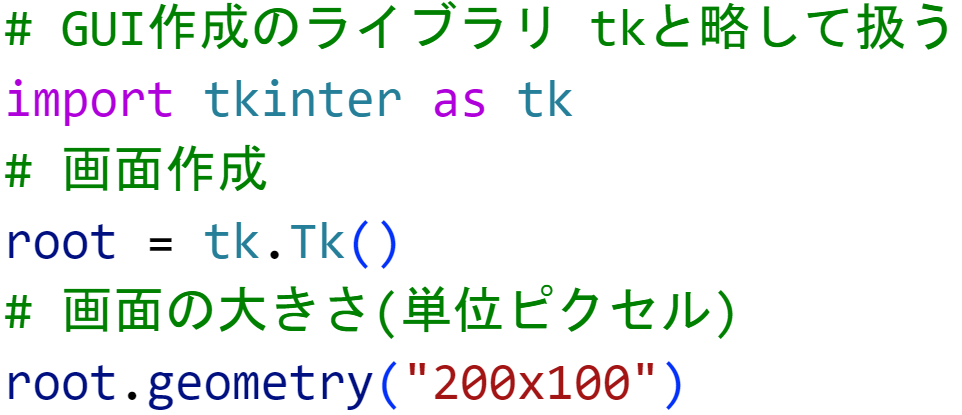 # GUI作成のライブラリ tkと略して扱う
import tkinter as tk
# 画面作成
root = tk.Tk()
# 画面の大きさ(単位ピクセル)
root.geometry("200x100")